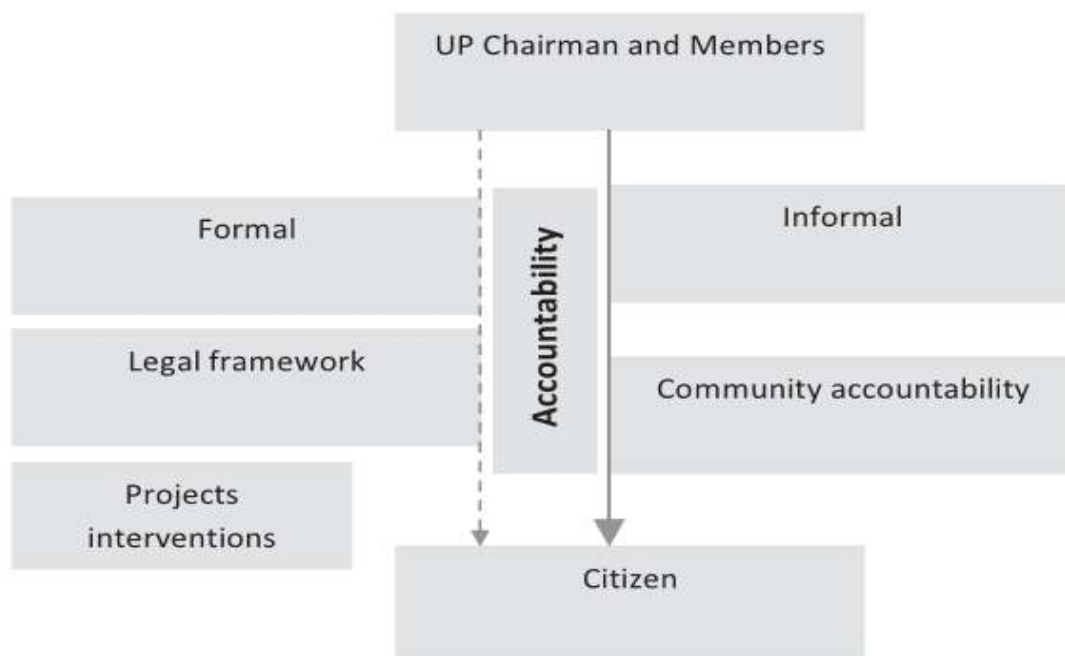 UP Chairman and Members
Formal
Informal
Accountability
Legal framework
Community accountability
Projects
interventions
Citizen